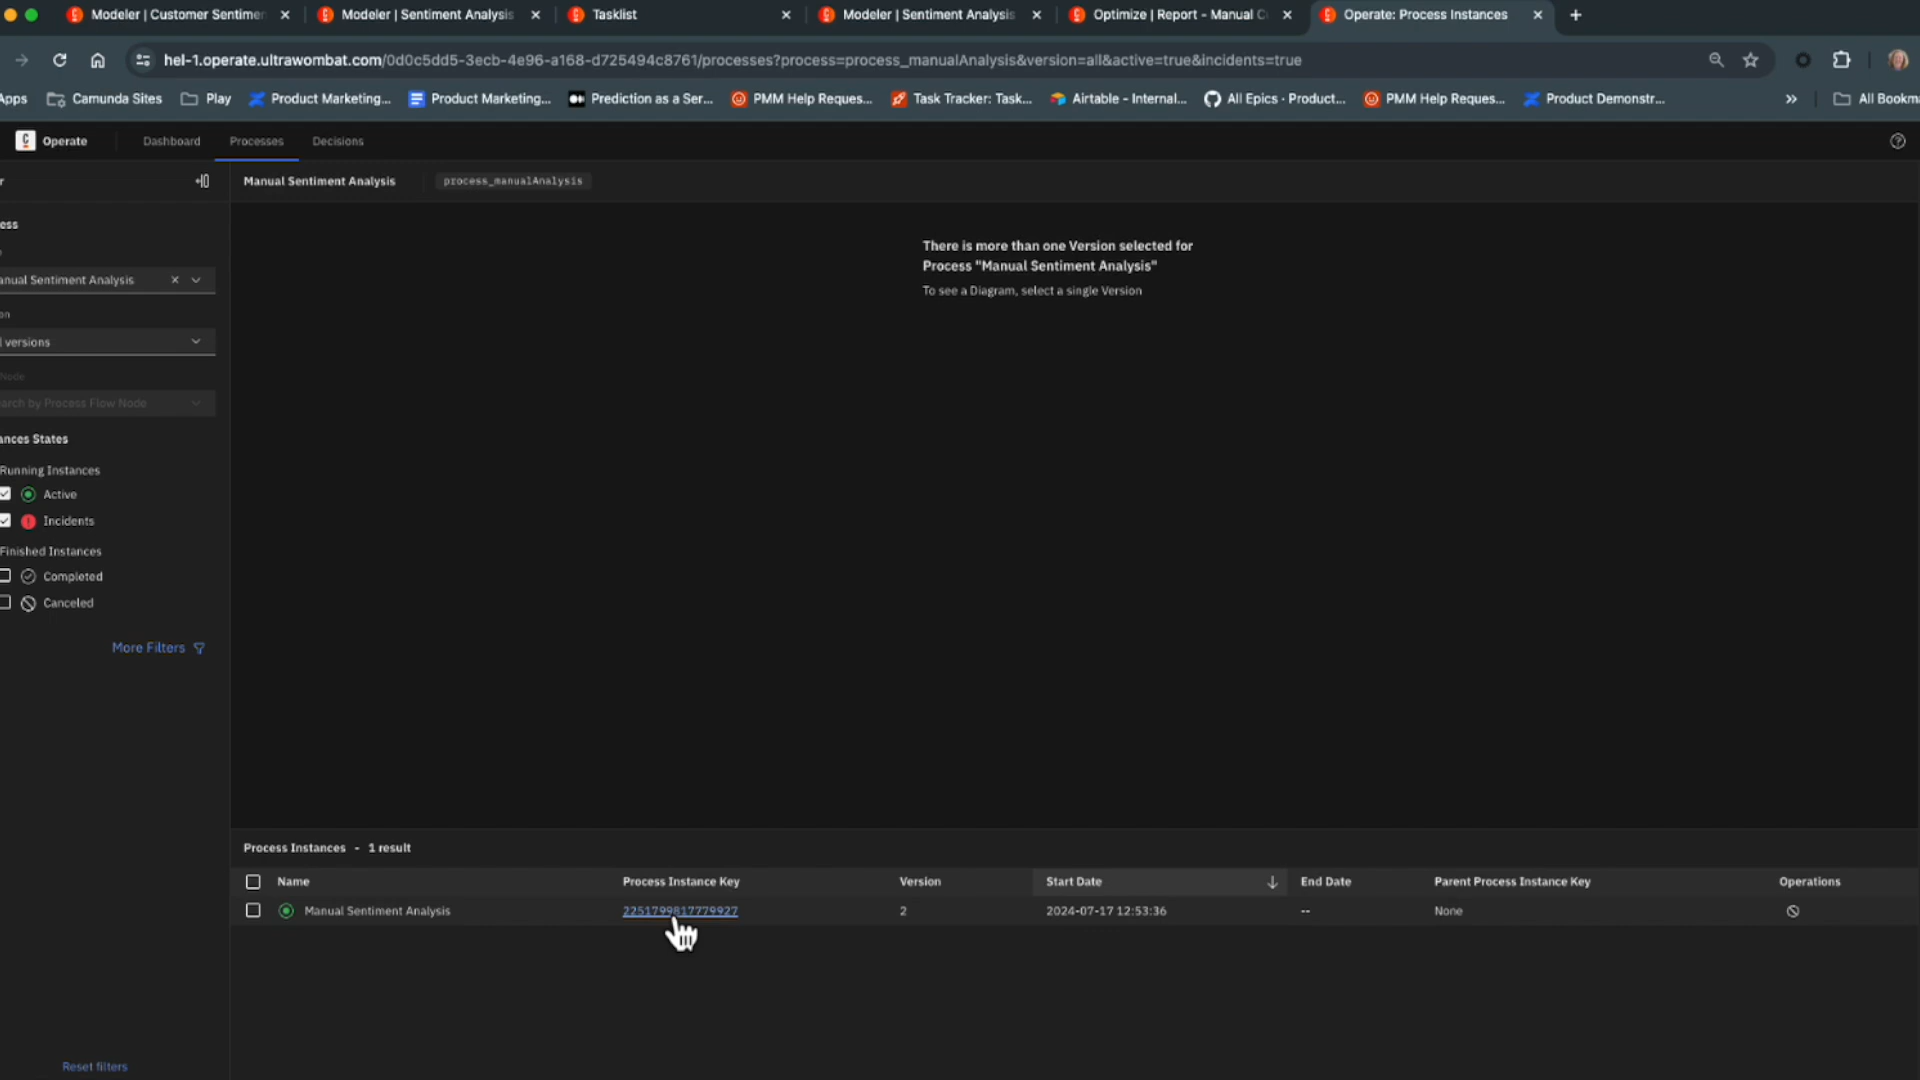 Modeler | Customer Sentimer
Modeler | Sentiment Analysis
Tasklist
Modeler | Sentiment Analysis
Optimize | Report - Manual C
Operate: Process Instances
hel-1.operate.ultrawombat.com/0d0c5dd5-3ecb-4e96-a168-d725494c8761/processes?process=process_manualAnalysis&version=all&active=true&incidents=true
Apps
Camunda Sites
Play
Product Marketing...
Product Marketing...
Prediction as a Ser...
PMM Help Reques...
Task Tracker: Task...
Airtable - Internal...
All Epics · Product...
PMM Help Reques...
Product Demonstr...
»
All Bookma
Operate
Dashboard
Processes
Decisions
r
Manual Sentiment Analysis
process_manualAnalysis
ess
There is more than one Version selected for
Process "Manual Sentiment Analysis"
To see a Diagram, select a single Version
anual Sentiment Analysis
on
l versions
Node
earch by Process Flow Node
ances States
Running Instances
Active
Incidents
Finished Instances
Completed
Canceled
More Filters
Process Instances - 1 result
Name
Process Instance Key
Version
Start Date
End Date
Parent Process Instance Key
Operations
Manual Sentiment Analysis
2251799817779927
2
2024-07-17 12:53:36
--
None
Reset filters